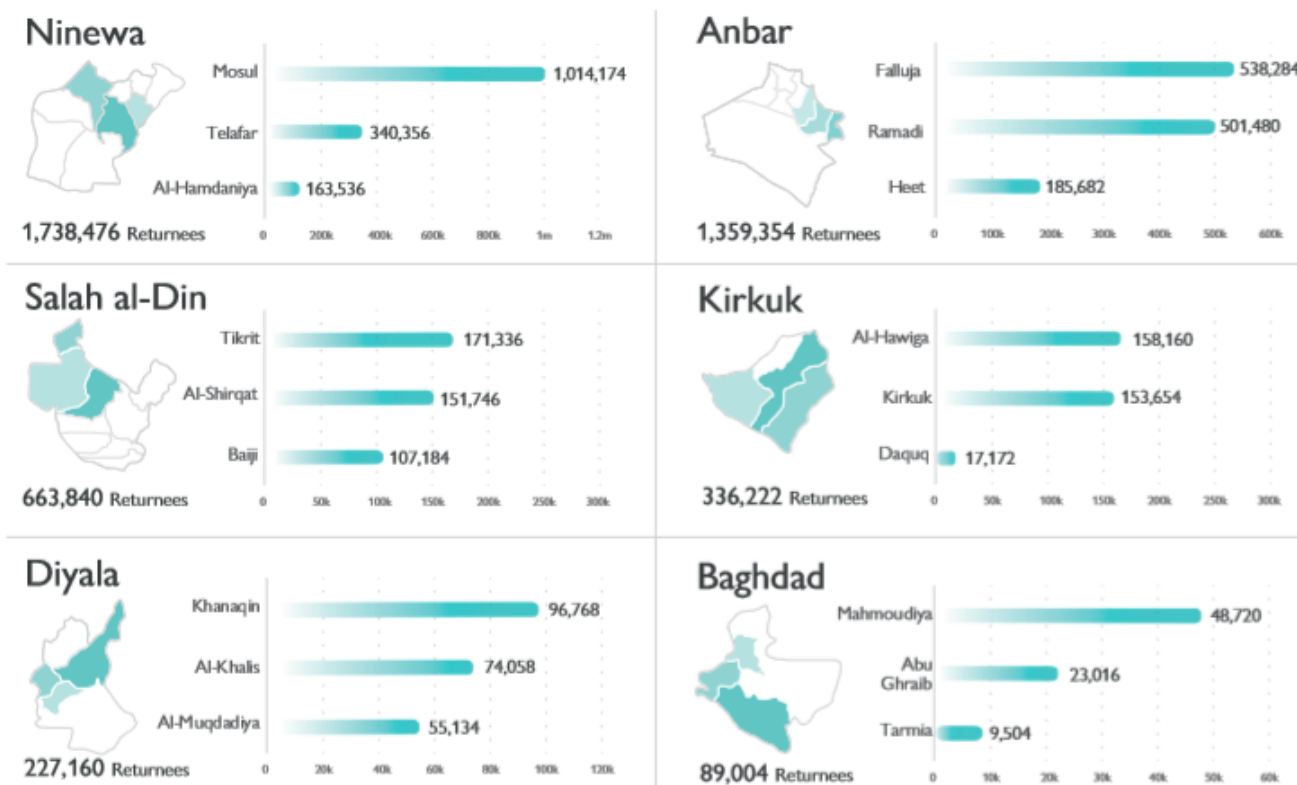 Ninewa
Mosul 1,014,174
Telafar 340,356
Al-Hamdaniya 163,536
1,738,476 Returnees
0 200k 400k 600k 800k 1m 1.2m
Anbar
Falluja 538,284
Ramadi 501,480
Heet 185,682
1,359,354 Returnees
0 100k 200k 300k 400k 500k 600k
Salah al-Din
Tikrit 171,336
Al-Shirqat 151,746
Baiji 107,184
663,840 Returnees
0 50k 100k 150k 200k 250k 300k
Kirkuk
Al-Hawiga 158,160
Kirkuk 153,654
Daquq 17,172
336,222 Returnees
0 50k 100k 150k 200k 250k 300k
Diyala
Khanaqin 96,768
Al-Khalis 74,058
Al-Muqdadiya 55,134
227,160 Returnees
0 20k 40k 60k 80k 100k 120k
Baghdad
Mahmoudiya 48,720
Abu
Ghraib 23,016
Tarmia 9,504
89,004 Returnees
0 10k 20k 30k 40k 50k 60k